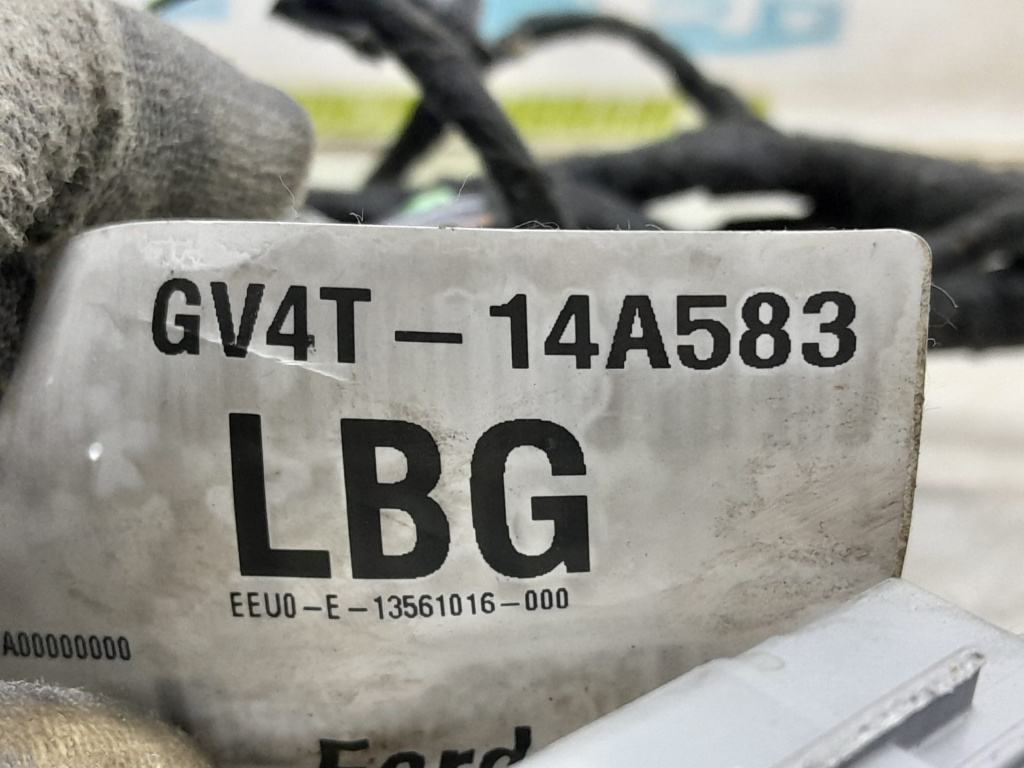 GV4T-14A583
LBG
EEU0-E-13561016-000
A00000000
Ford